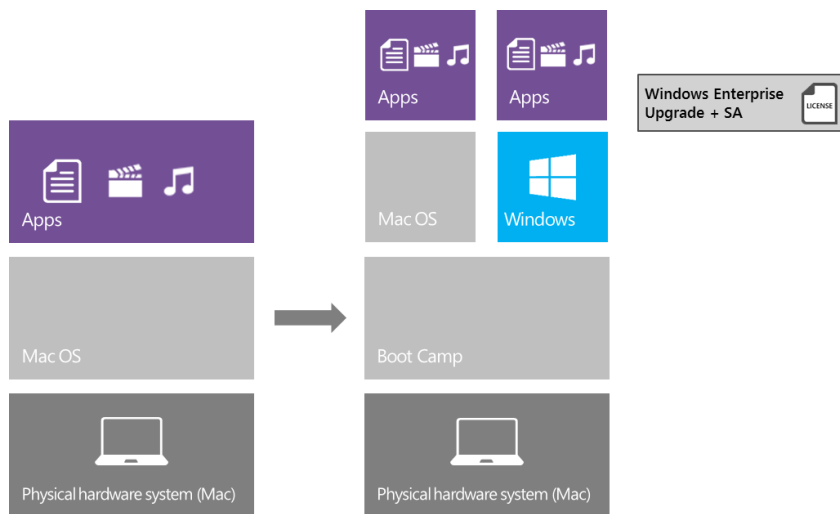 Apps
Mac OS
Physical hardware system (Mac)
Apps
Apps
Mac OS
Windows
Boot Camp
Physical hardware system (Mac)
Windows Enterprise
Upgrade + SA
LICENSE